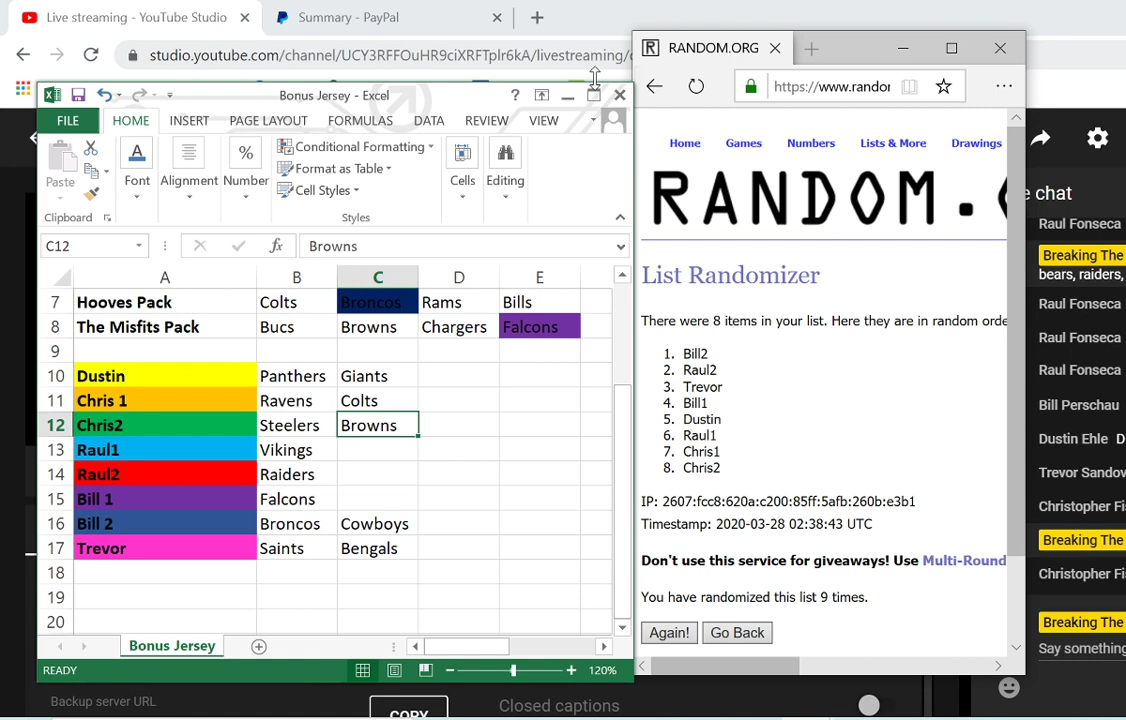 Live streaming - YouTube Studio
Summary - PayPal
studio.youtube.com/channel/UCY3RFFOuHR9ciXRFTplr6kA/livestreaming/
Bonus Jersey - Excel
FILE HOME INSERT PAGE LAYOUT FORMULAS DATA REVIEW VIEW
Paste Font Alignment Number Conditional Formatting Cells Editing
Format as Table
Cell Styles
Clipboard Styles
C12 fx Browns
A B C D E
7 Hooves Pack Colts Broncos Rams Bills
8 The Misfits Pack Bucs Browns Chargers Falcons
9
10 Dustin Panthers Giants
11 Chris 1 Ravens Colts
12 Chris2 Steelers Browns
13 Raul1 Vikings
14 Raul2 Raiders
15 Bill 1 Falcons
16 Bill 2 Broncos Cowboys
17 Trevor Saints Bengals
18
19
20
Bonus Jersey
READY 120%
Backup server URL
COPY
Closed captions
RANDOM.ORG
https://www.randor
Home Games Numbers Lists & More Drawings
RANDOM.
List Randomizer
There were 8 items in your list. Here they are in random orde
1. Bill2
2. Raul2
3. Trevor
4. Bill1
5. Dustin
6. Raul1
7. Chris1
8. Chris2
IP: 2607:fcc8:620a:c200:85ff:5afb:260b:e3b1
Timestamp: 2020-03-28 02:38:43 UTC
Don't use this service for giveaways! Use Multi-Round
You have randomized this list 9 times.
Again! Go Back
e chat
Raul Fonseca
Breaking The
bears, raiders,
Raul Fonseca
Raul Fonseca
Raul Fonseca
Bill Perschau
Dustin Ehle D
Trevor Sandov
Christopher Fi
Breaking The
Christopher Fi
Breaking The
Say something